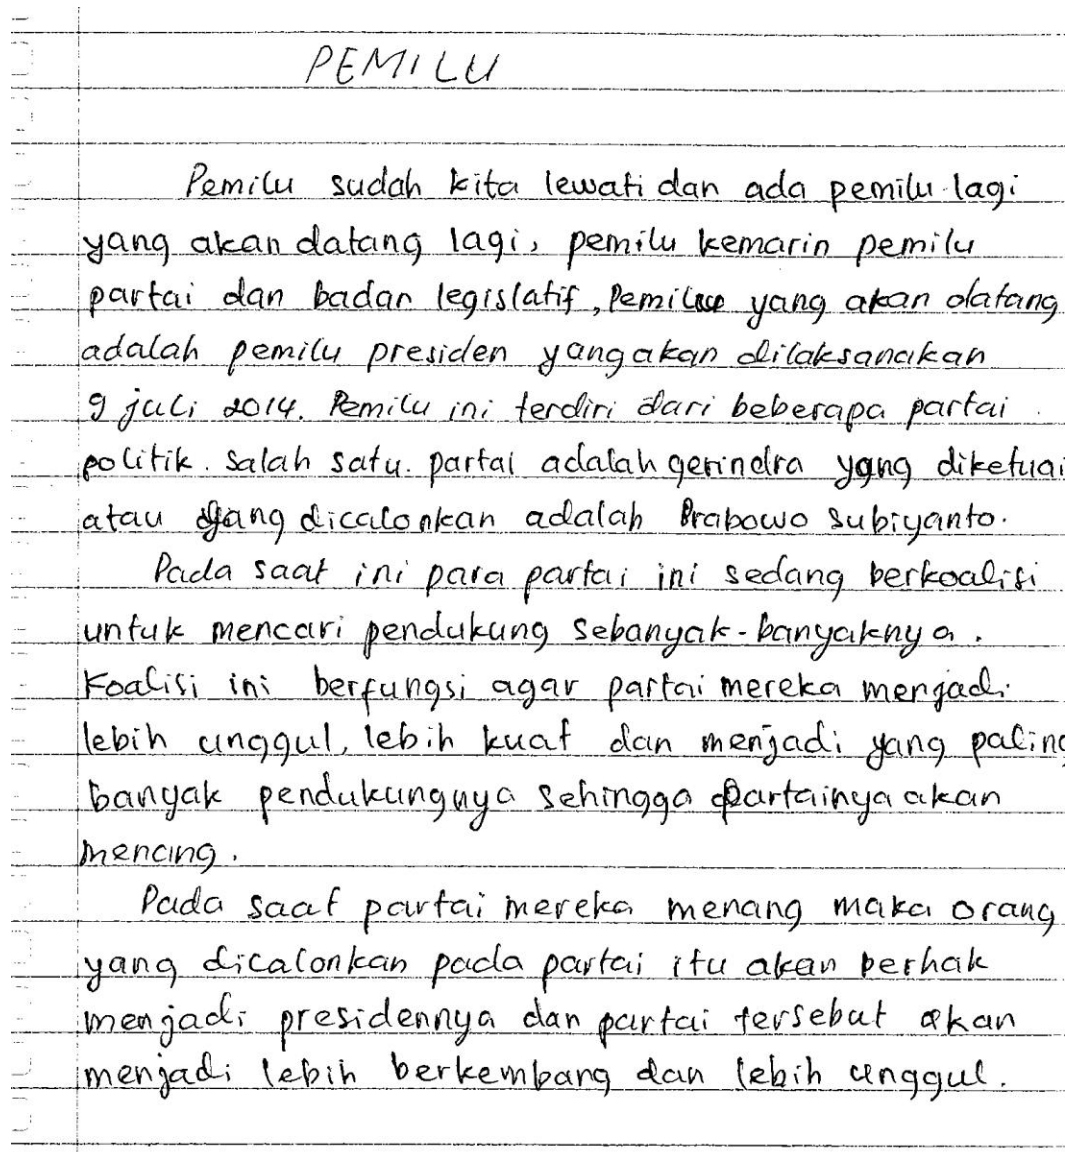 PEMILU
Pemilu sudah kita lewati dan ada pemilu lagi
yang akan datang lagi, pemilu kemarin pemilu
partai dan badan legislatif, Pemilu yang akan datang
adalah pemilu presiden yang akan dilaksanakan
9 juli 2014. Pemilu ini terdiri dari beberapa partai
politik. Salah satu. partai adalah gerindra yang diketuai
atau yang dicalonkan adalah Prabowo Subiyanto.
Pada saat ini para partai ini sedang berkoalisi
untuk mencari pendukung sebanyak-banyaknya.
Koalisi ini berfungsi agar partai mereka menjadi
lebih unggul, lebih kuat dan menjadi yang paling
banyak pendukungnya sehingga partainya akan
menang.
Pada saat partai mereka menang maka orang
yang dicalonkan pada partai itu akan berhak
menjadi presidennya dan partai tersebut akan
menjadi lebih berkembang dan lebih unggul.